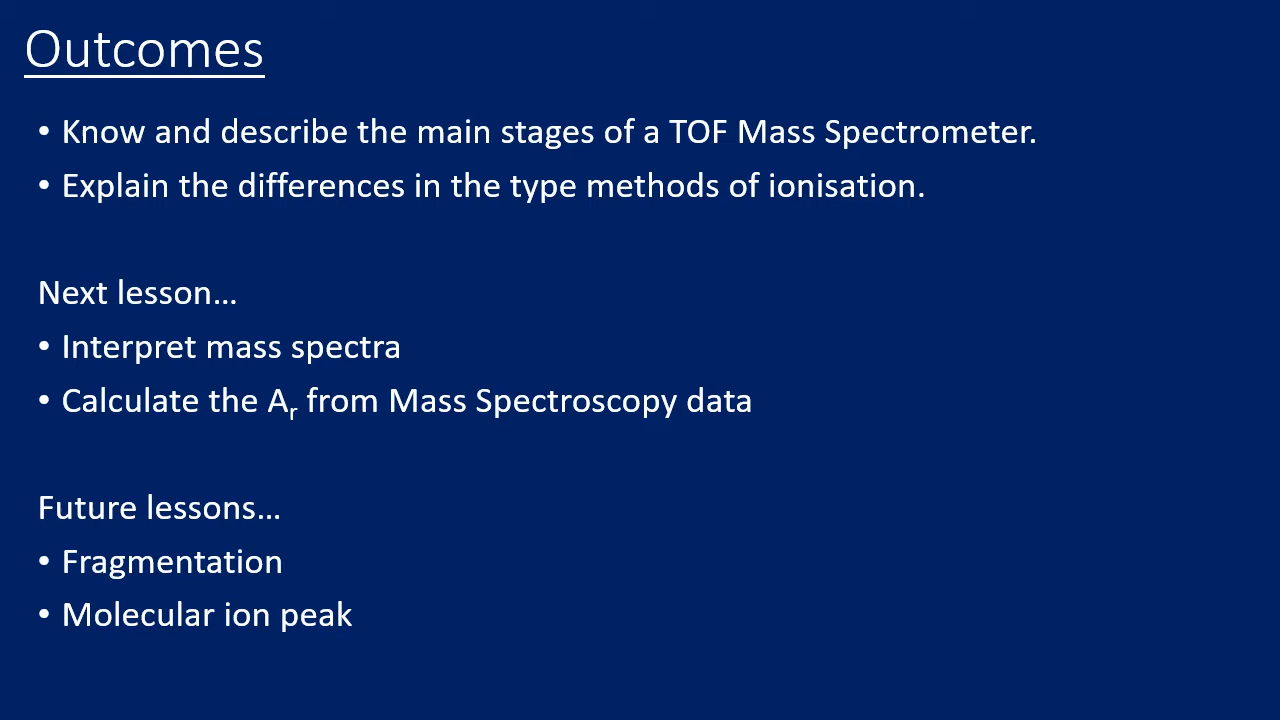 Outcomes
• Know and describe the main stages of a TOF Mass Spectrometer.
• Explain the differences in the type methods of ionisation.
Next lesson…
• Interpret mass spectra
• Calculate the Ar from Mass Spectroscopy data
Future lessons…
• Fragmentation
• Molecular ion peak